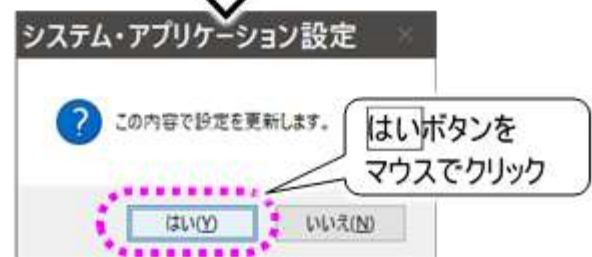 システム・アプリケーション設定
この内容で設定を更新します。
はいボタンを
マウスでクリック
はい(Y)
いいえ(N)